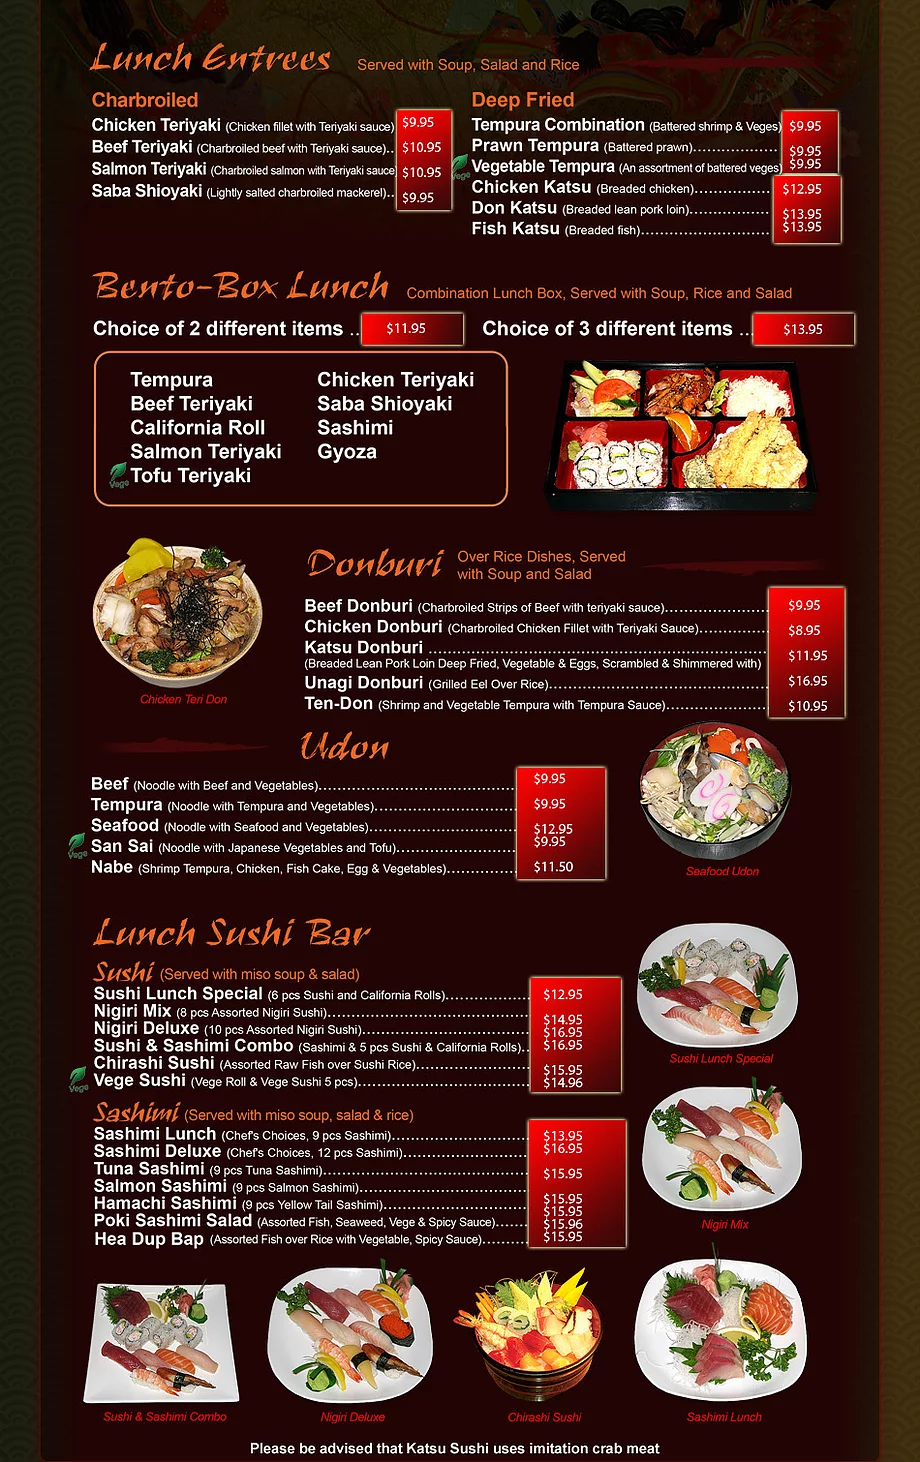 Lunch Entrees Served with Soup, Salad and Rice
Charbroiled
Chicken Teriyaki (Chicken fillet with Teriyaki sauce) $9.95
Beef Teriyaki (Charbroiled beef with Teriyaki sauce).. $10.95
Salmon Teriyaki (Charbroiled salmon with Teriyaki sauce $10.95
Saba Shioyaki (Lightly salted charbroiled mackerel).. $9.95
Deep Fried
Tempura Combination (Battered shrimp & Veges) $9.95
Prawn Tempura (Battered prawn)................. $9.95
Vege Vegetable Tempura (An assortment of battered veges) $9.95
Chicken Katsu (Breaded chicken)................ $12.95
Don Katsu (Breaded lean pork loin)................. $13.95
Fish Katsu (Breaded fish)............................ $13.95
Bento-Box Lunch Combination Lunch Box, Served with Soup, Rice and Salad
Choice of 2 different items .. $11.95
Choice of 3 different items ... $13.95
Tempura
Beef Teriyaki
California Roll
Salmon Teriyaki
Vege Tofu Teriyaki
Chicken Teriyaki
Saba Shioyaki
Sashimi
Gyoza
Chicken Teri Don
Donburi Over Rice Dishes, Served
with Soup and Salad
Beef Donburi (Charbroiled Strips of Beef with teriyaki sauce)...................... $9.95
Chicken Donburi (Charbroiled Chicken Fillet with Teriyaki Sauce)............... $8.95
Katsu Donburi .......................................................................... $11.95
(Breaded Lean Pork Loin Deep Fried, Vegetable & Eggs, Scrambled & Shimmered with)
Unagi Donburi (Grilled Eel Over Rice)................................................ $16.95
Ten-Don (Shrimp and Vegetable Tempura with Tempura Sauce)...................... $10.95
Udon
Beef (Noodle with Beef and Vegetables)........................................... $9.95
Tempura (Noodle with Tempura and Vegetables)............................... $9.95
Seafood (Noodle with Seafood and Vegetables)................................ $12.95
Vege San Sai (Noodle with Japanese Vegetables and Tofu)......................... $9.95
Nabe (Shrimp Tempura, Chicken, Fish Cake, Egg & Vegetables)............... $11.50
Seafood Udon
Lunch Sushi Bar
Sushi (Served with miso soup & salad)
Sushi Lunch Special (6 pcs Sushi and California Rolls)................... $12.95
Nigiri Mix (8 pcs Assorted Nigiri Sushi)............................................ $14.95
Nigiri Deluxe (10 pcs Assorted Nigiri Sushi)..................................... $16.95
Sushi & Sashimi Combo (Sashimi & 5 pcs Sushi & California Rolls).. $16.95
Chirashi Sushi (Assorted Raw Fish over Sushi Rice)......................... $15.95
Vege Vege Sushi (Vege Roll & Vege Sushi 5 pcs)..................................... $14.96
Sushi Lunch Special
Sashimi (Served with miso soup, salad & rice)
Sashimi Lunch (Chef's Choices, 9 pcs Sashimi)............................... $13.95
Sashimi Deluxe (Chef's Choices, 12 pcs Sashimi)............................ $16.95
Tuna Sashimi (9 pcs Tuna Sashimi)............................................. $15.95
Salmon Sashimi (9 pcs Salmon Sashimi)..................................... $15.95
Hamachi Sashimi (9 pcs Yellow Tail Sashimi)................................ $15.95
Poki Sashimi Salad (Assorted Fish, Seaweed, Vege & Spicy Sauce)....... $15.96
Hea Dup Bap (Assorted Fish over Rice with Vegetable, Spicy Sauce).......... $15.95
Nigiri Mix
Sushi & Sashimi Combo
Nigiri Deluxe
Chirashi Sushi
Sashimi Lunch
Please be advised that Katsu Sushi uses imitation crab meat